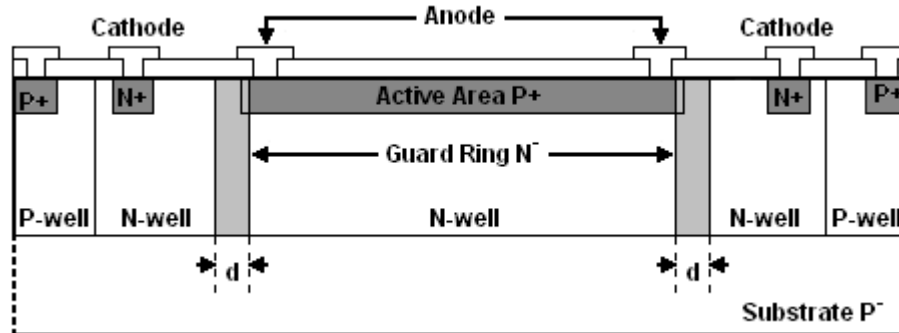 Cathode Anode Cathode
P+ N+ Active Area P+ N+ P+
Guard Ring N⁻
P-well N-well N-well N-well P-well
d d
Substrate P⁻